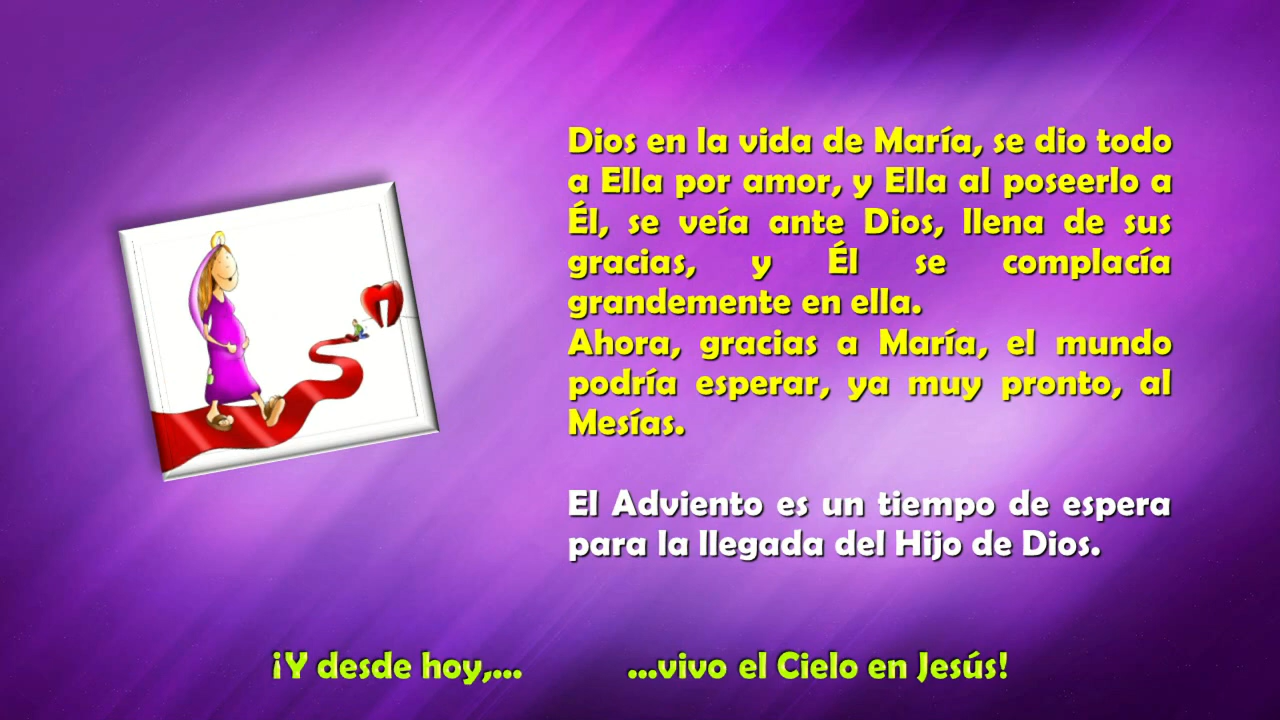 Dios en la vida de María, se dio todo
a Ella por amor, y Ella al poseerlo a
Él, se veía ante Dios, llena de sus
gracias, y Él se complacía
grandemente en ella.
Ahora, gracias a María, el mundo
podría esperar, ya muy pronto, al
Mesías.
El Adviento es un tiempo de espera
para la llegada del Hijo de Dios.
¡Y desde hoy,... ...vivo el Cielo en Jesús!